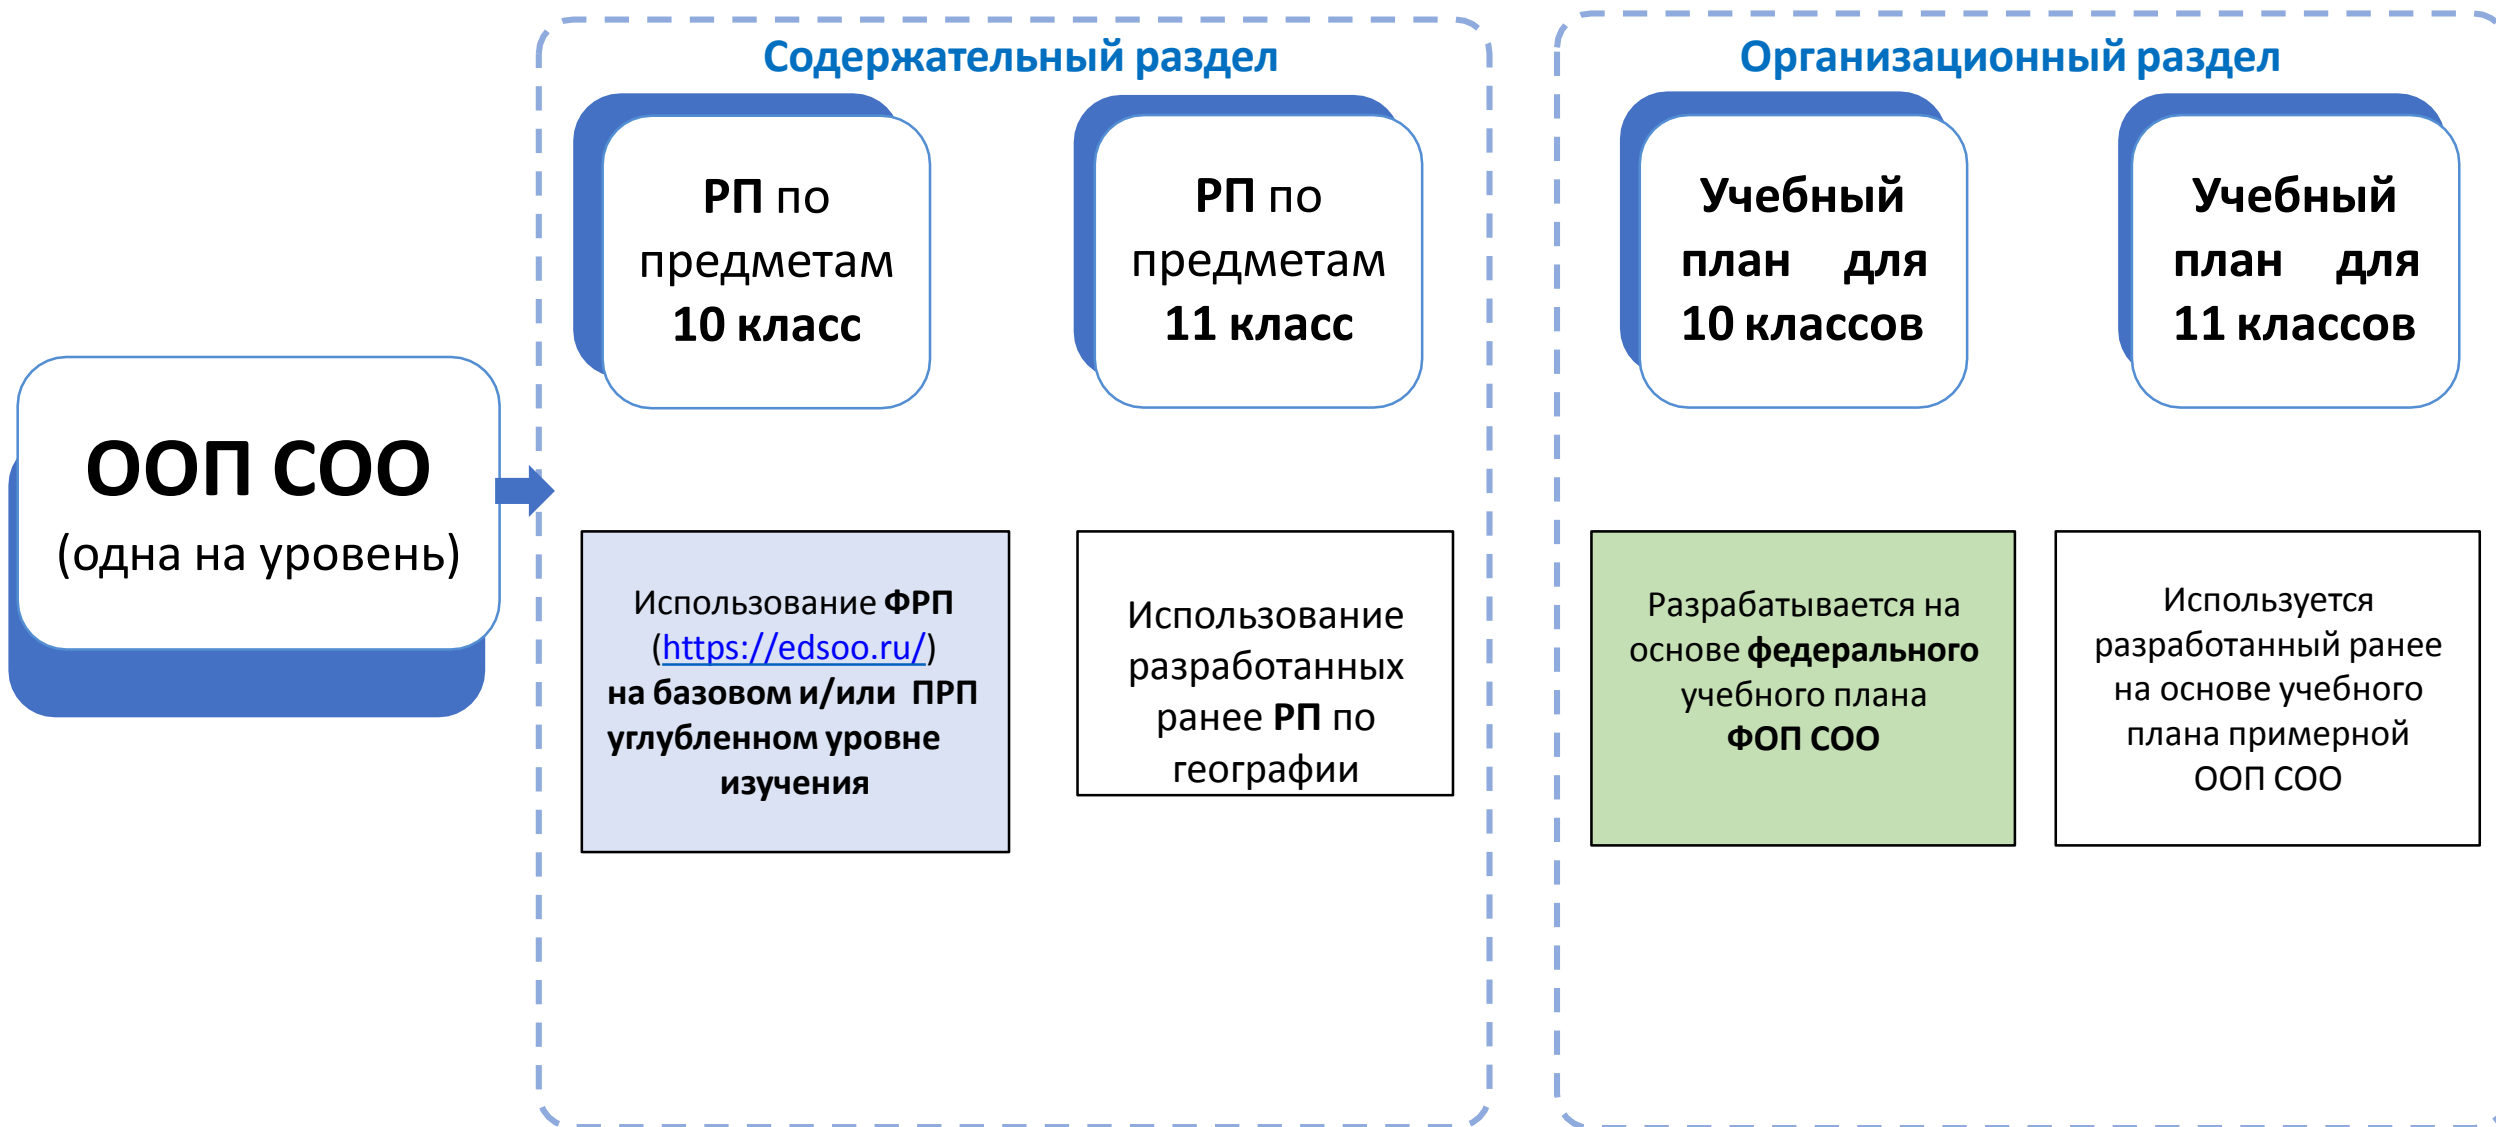 ООП СОО
(одна на уровень)
Содержательный раздел
РП по
предметам
10 класс
РП по
предметам
11 класс
Использование ФРП
(https://edsoo.ru/)
на базовом и/или ПРП
углубленном уровне
изучения
Использование
разработанных
ранее РП по
географии
Организационный раздел
Учебный
план для
10 классов
Учебный
план для
11 классов
Разрабатывается на
основе федерального
учебного плана
ФОП СОО
Используется
разработанный ранее
на основе учебного
плана примерной
ООП СОО